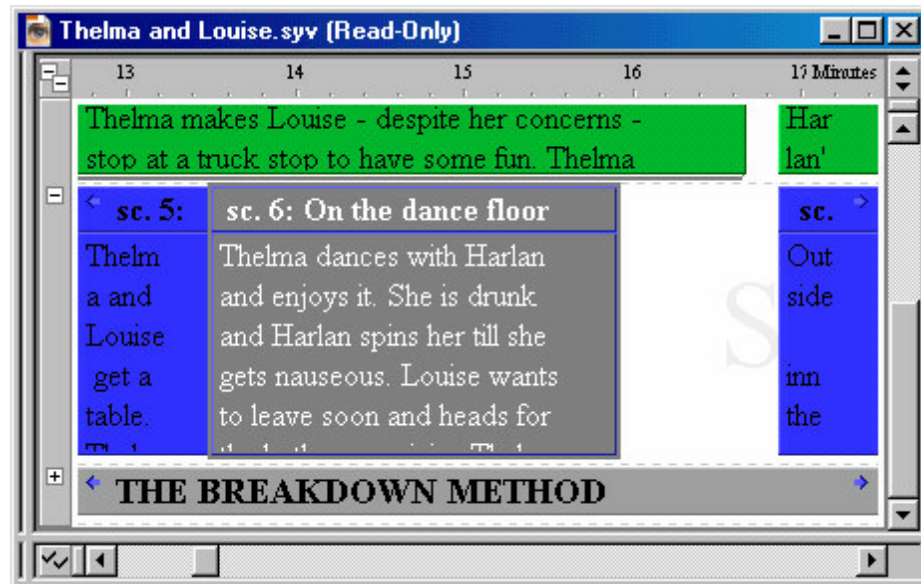 Thelma and Louise.syv (Read-Only)
13 14 15 16 17 Minutes
Thelma makes Louise - despite her concerns -
stop at a truck stop to have some fun. Thelma
Har
lan'
sc. 5:
Thelm
a and
Louise
get a
table.
sc. 6: On the dance floor
Thelma dances with Harlan
and enjoys it. She is drunk
and Harlan spins her till she
gets nauseous. Louise wants
to leave soon and heads for
sc.
Out
side
inn
the
S
THE BREAKDOWN METHOD